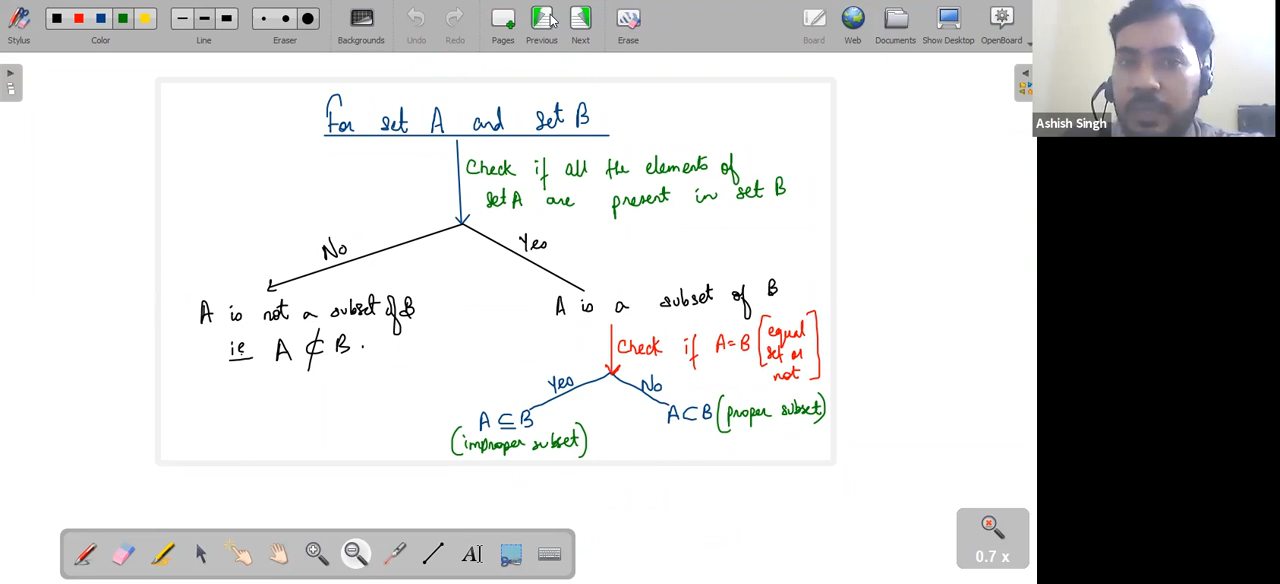 Stylus
Color
Line
Eraser
Backgrounds
Undo
Redo
Pages
Previous
Next
Erase
Board
Web
Documents
Show Desktop
OpenBoard
Ashish Singh
For set A and set B
Check if all the elements of
set A are present in set B
No
Yes
A is not a subset of B
ie A ⊄ B.
A is a subset of B
Check if A=B [equal
set or
not]
Yes
No
A ⊆ B
(improper subset)
A ⊂ B (proper subset)
AI
0.7 x